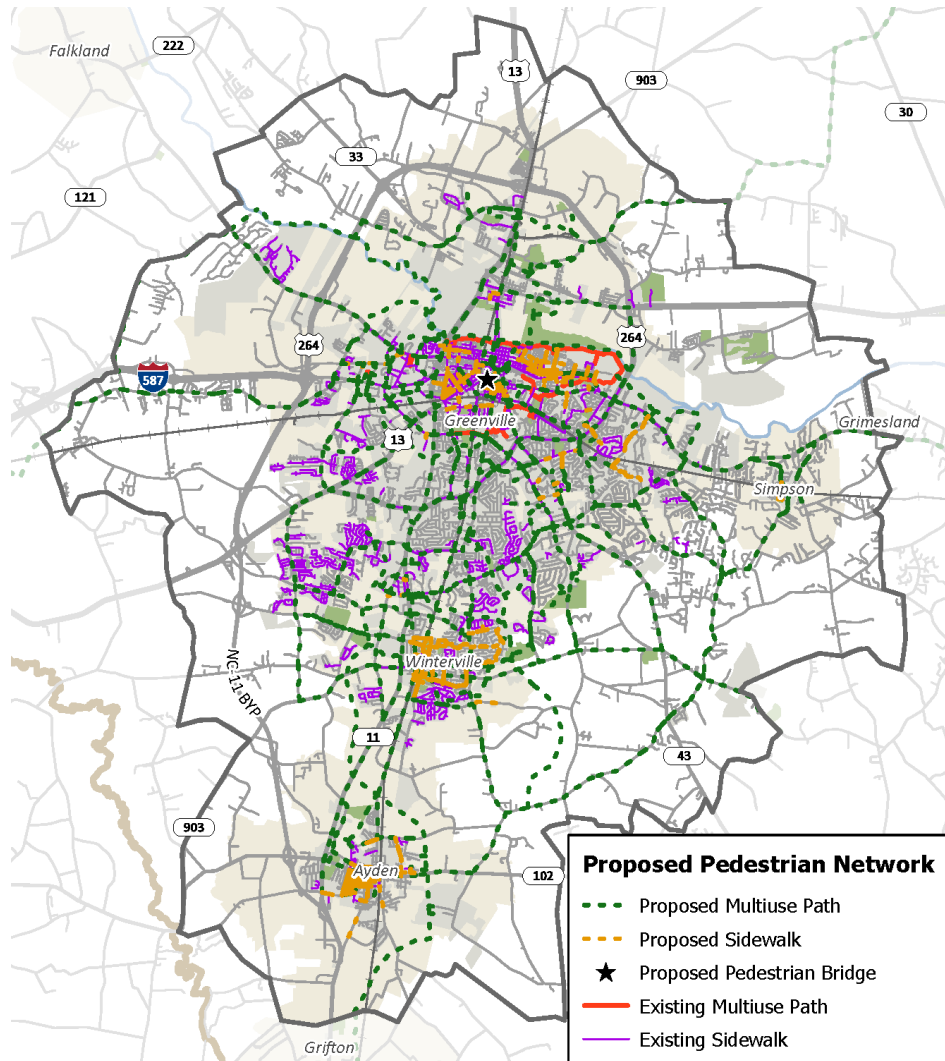 Falkland
222
13
903
30
33
121
264
264
587
Greenville
13
Grimesland
Simpson
Winterville
NC 11 BYP
11
43
903
Ayden
102
Grifton
Proposed Pedestrian Network
Proposed Multiuse Path
Proposed Sidewalk
Proposed Pedestrian Bridge
Existing Multiuse Path
Existing Sidewalk